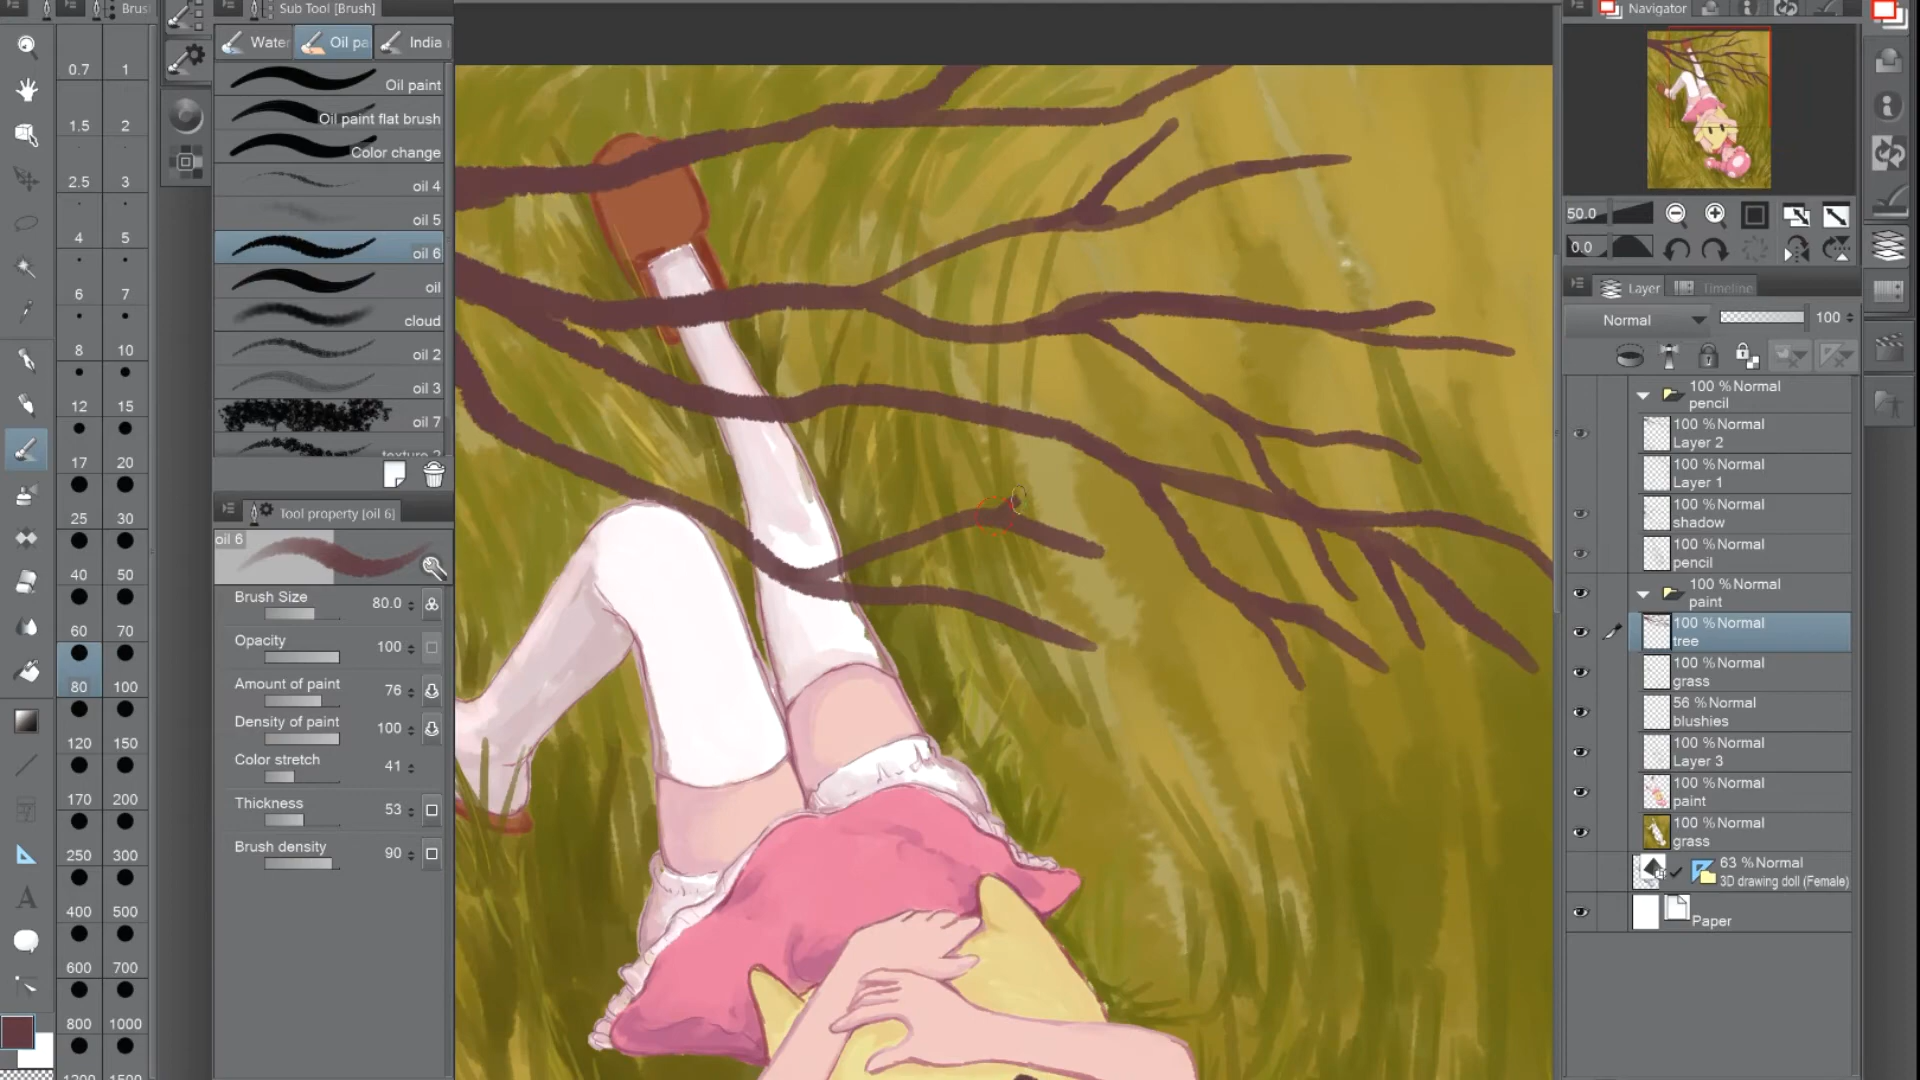 Brus
Sub Tool [Brush]
Navigator
Water
Oil pa
India
0.7 1
1.5 2
2.5 3
4 5
6 7
8 10
12 15
17 20
25 30
40 50
60 70
80 100
120 150
170 200
250 300
400 500
600 700
800 1000
Oil paint
Oil paint flat brush
Color change
oil 4
oil 5
oil 6
oil
cloud
oil 2
oil 3
oil 7
texture 2
Tool property [oil 6]
oil 6
Brush Size 80.0
Opacity 100
Amount of paint 76
Density of paint 100
Color stretch 41
Thickness 53
Brush density 90
50.0
0.0
Layer
Timeline
Normal 100
100 %Normal
pencil
100 %Normal
Layer 2
100 %Normal
Layer 1
100 %Normal
shadow
100 %Normal
pencil
100 %Normal
paint
100 %Normal
tree
100 %Normal
grass
56 %Normal
blushies
100 %Normal
Layer 3
100 %Normal
paint
100 %Normal
grass
63 %Normal
3D drawing doll (Female)
Paper